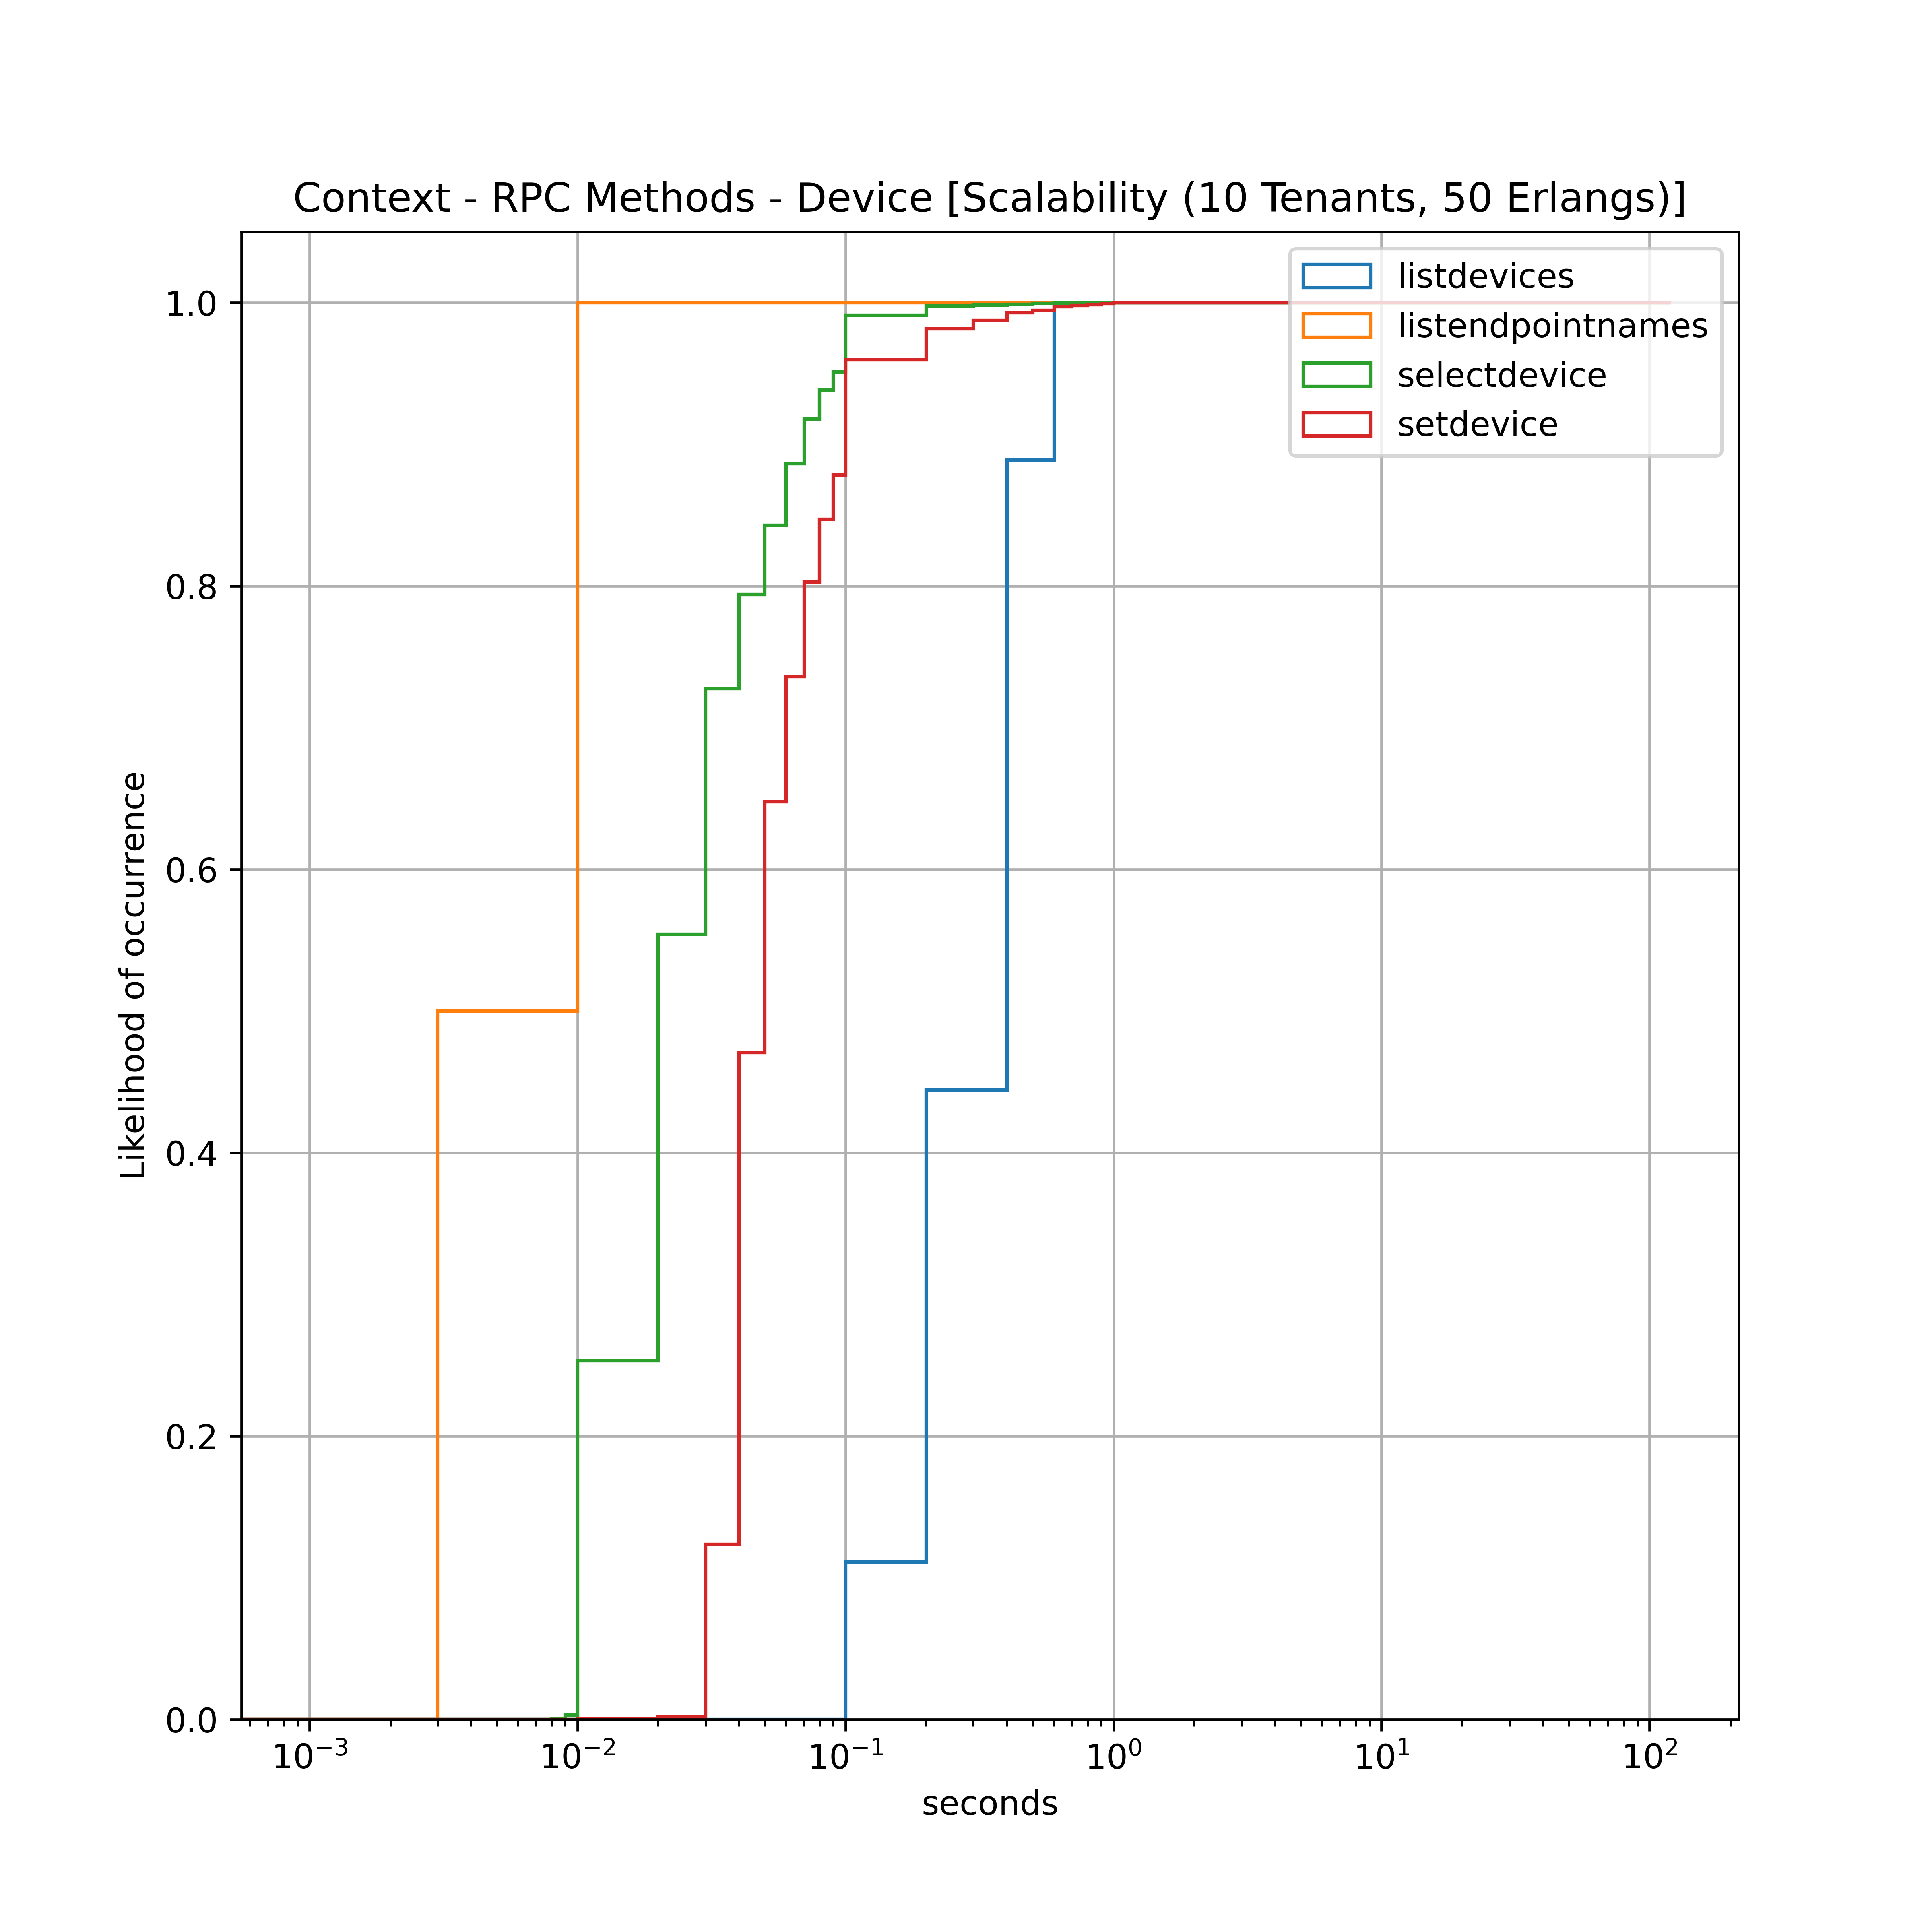 Context - RPC Methods - Device [Scalability (10 Tenants, 50 Erlangs)]
listdevices
listendpointnames
selectdevice
setdevice
Likelihood of occurrence
1.0
0.8
0.6
0.4
0.2
0.0
10⁻³ 10⁻² 10⁻¹ 10⁰ 10¹ 10²
seconds